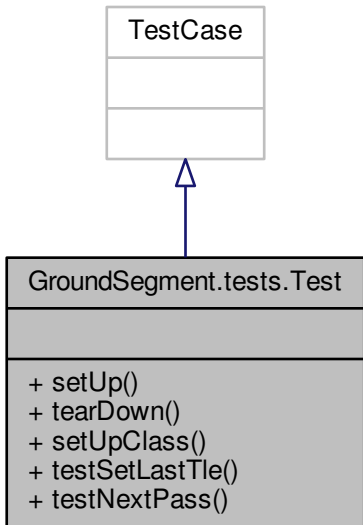 TestCase
GroundSegment.tests.Test
+ setUp()
+ tearDown()
+ setUpClass()
+ testSetLastTle()
+ testNextPass()